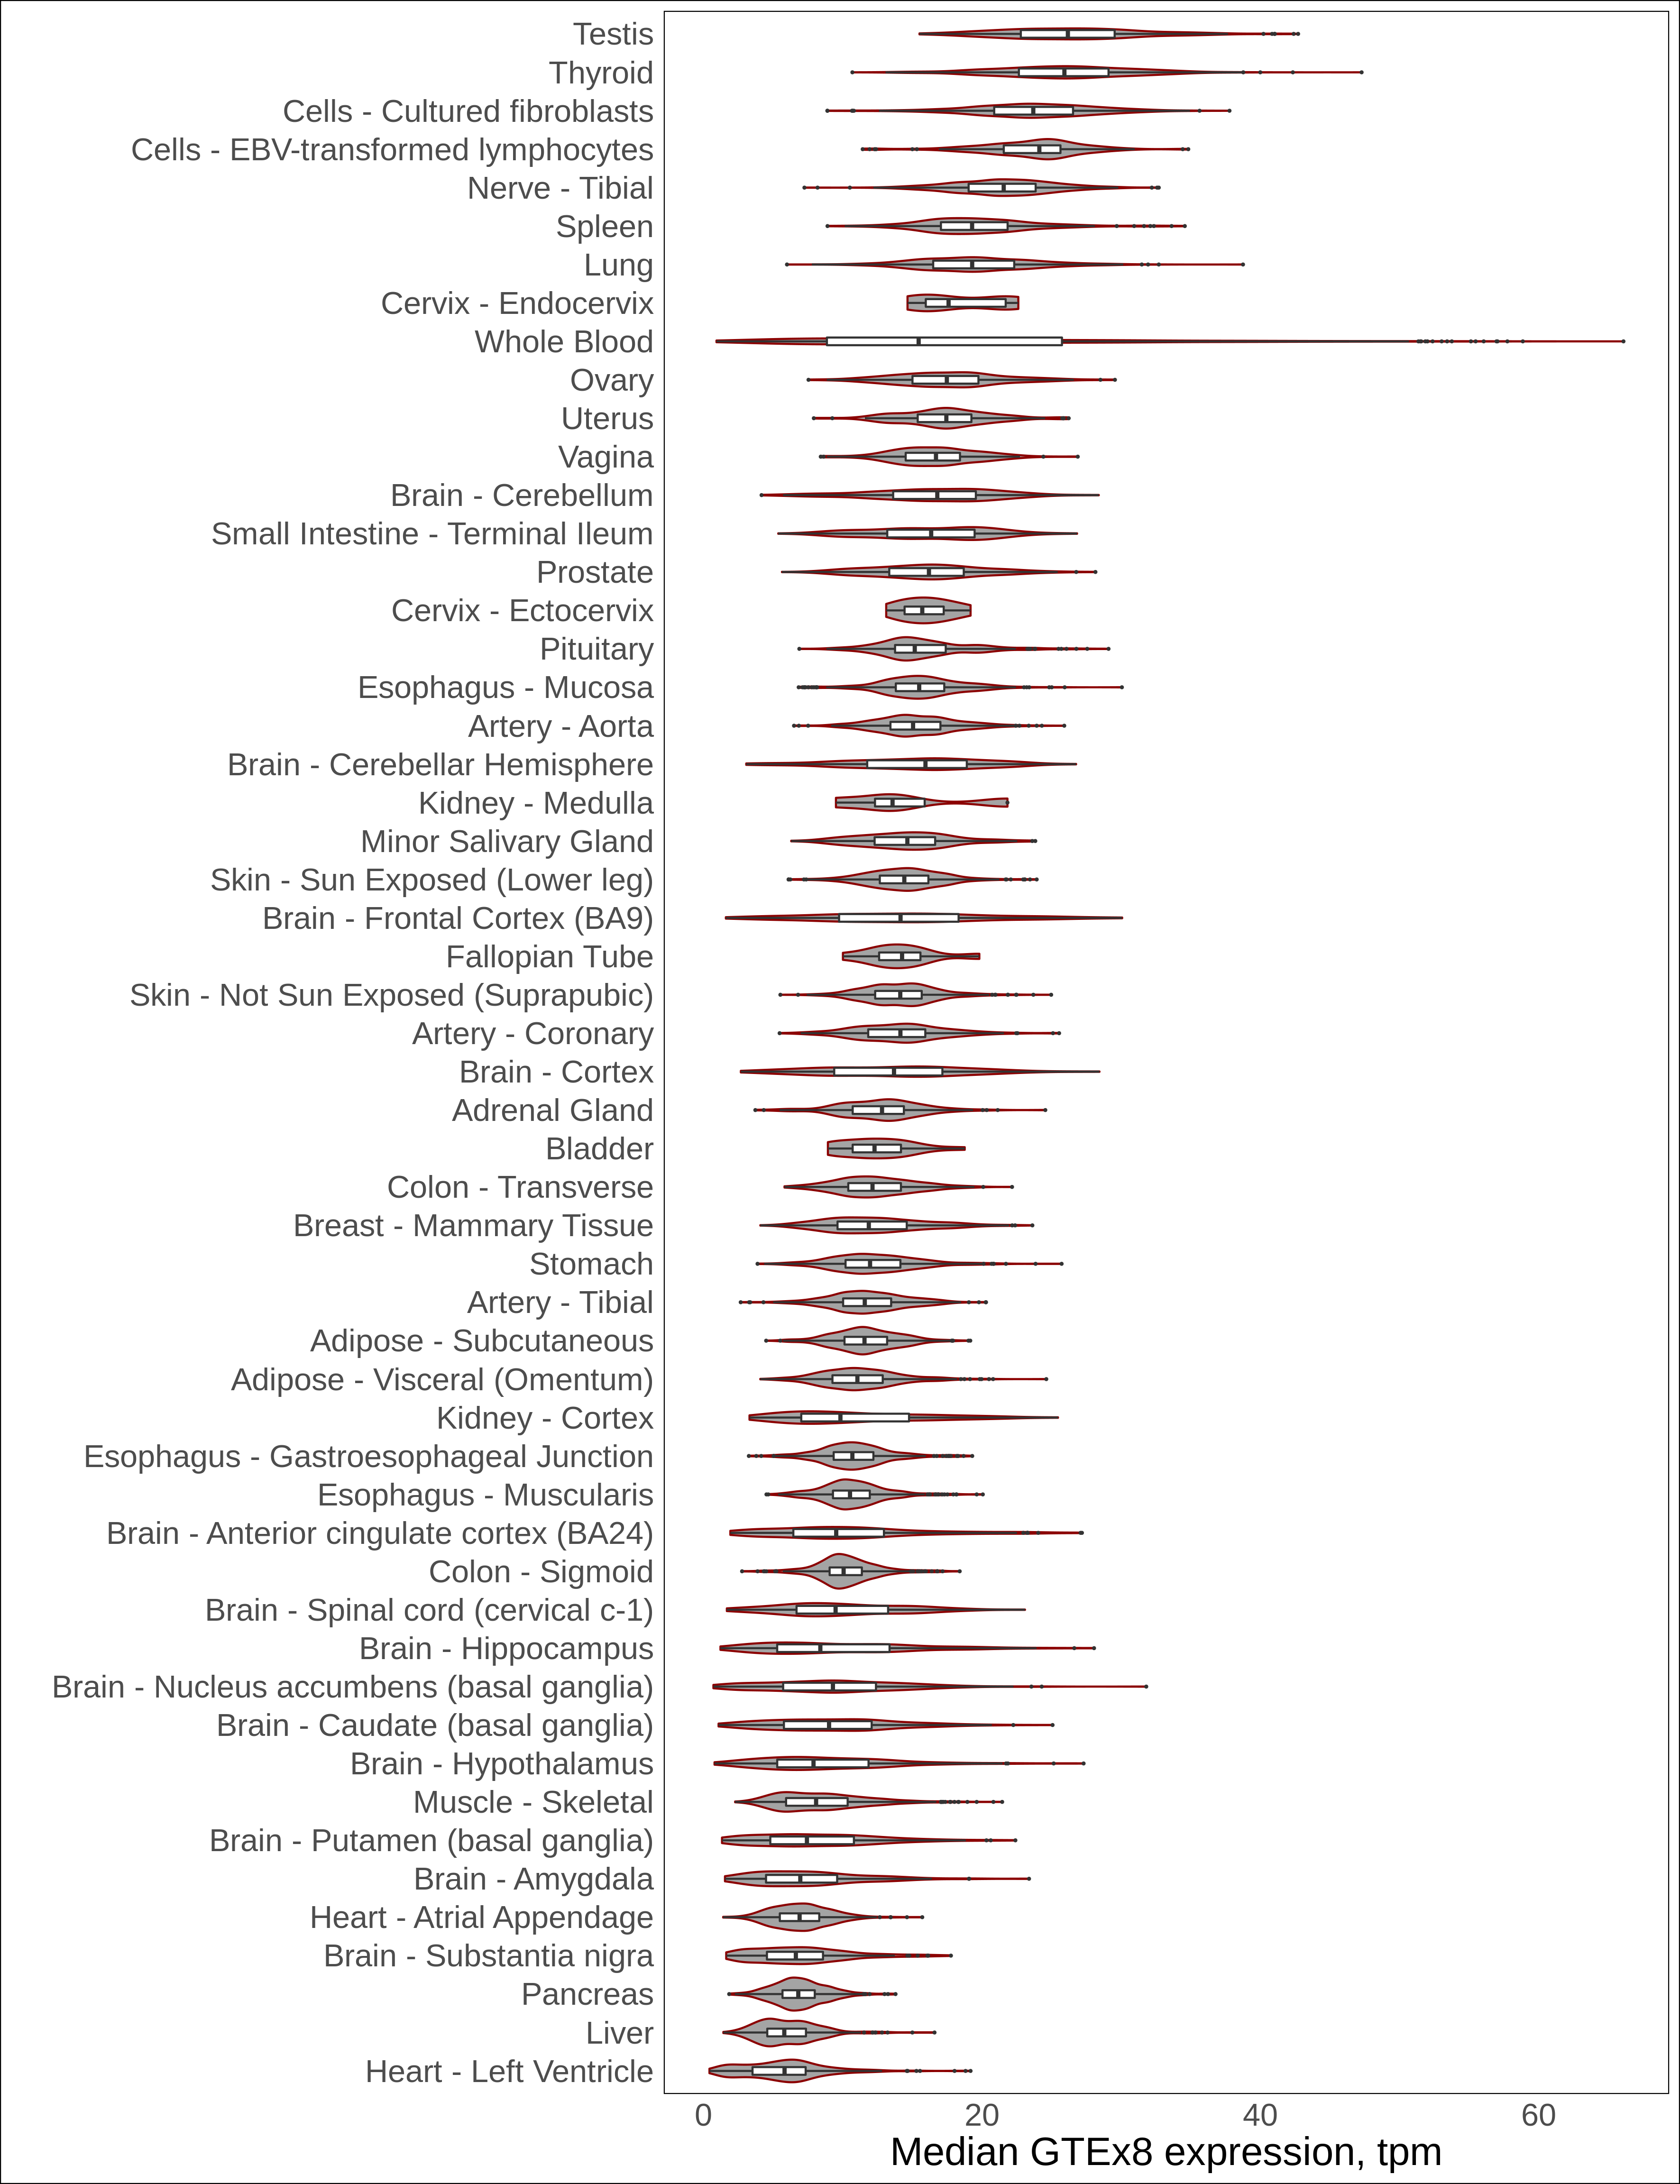 Testis
Thyroid
Cells - Cultured fibroblasts
Cells - EBV-transformed lymphocytes
Nerve - Tibial
Spleen
Lung
Cervix - Endocervix
Whole Blood
Ovary
Uterus
Vagina
Brain - Cerebellum
Small Intestine - Terminal Ileum
Prostate
Cervix - Ectocervix
Pituitary
Esophagus - Mucosa
Artery - Aorta
Brain - Cerebellar Hemisphere
Kidney - Medulla
Minor Salivary Gland
Skin - Sun Exposed (Lower leg)
Brain - Frontal Cortex (BA9)
Fallopian Tube
Skin - Not Sun Exposed (Suprapubic)
Artery - Coronary
Brain - Cortex
Adrenal Gland
Bladder
Colon - Transverse
Breast - Mammary Tissue
Stomach
Artery - Tibial
Adipose - Subcutaneous
Adipose - Visceral (Omentum)
Kidney - Cortex
Esophagus - Gastroesophageal Junction
Esophagus - Muscularis
Brain - Anterior cingulate cortex (BA24)
Colon - Sigmoid
Brain - Spinal cord (cervical c-1)
Brain - Hippocampus
Brain - Nucleus accumbens (basal ganglia)
Brain - Caudate (basal ganglia)
Brain - Hypothalamus
Muscle - Skeletal
Brain - Putamen (basal ganglia)
Brain - Amygdala
Heart - Atrial Appendage
Brain - Substantia nigra
Pancreas
Liver
Heart - Left Ventricle
0 20 40 60
Median GTEx8 expression, tpm